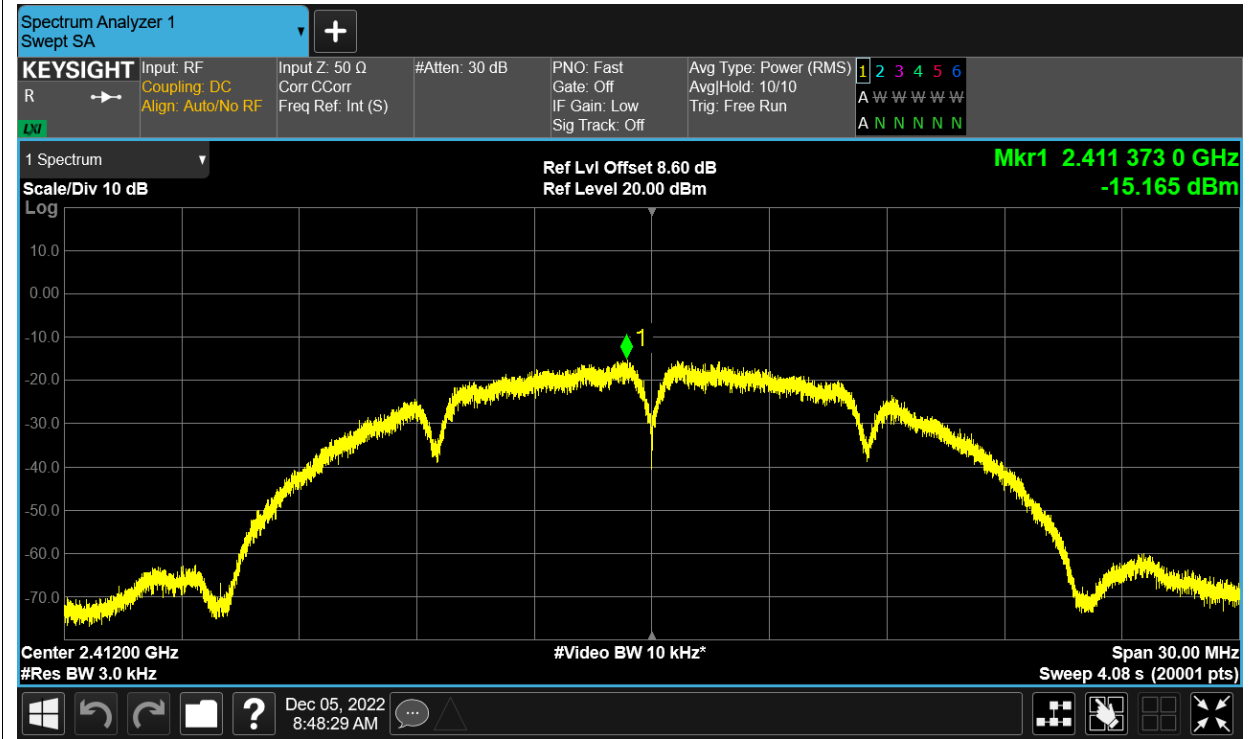 Spectrum Analyzer 1
Swept SA
KEYSIGHT
R
LXI
Input: RF
Coupling: DC
Align: Auto/No RF
Input Z: 50 Ω
Corr CCorr
Freq Ref: Int (S)
#Atten: 30 dB
PNO: Fast
Gate: Off
IF Gain: Low
Sig Track: Off
Avg Type: Power (RMS)
Avg|Hold: 10/10
Trig: Free Run
1 2 3 4 5 6
A W W W W W
A N N N N N
1 Spectrum
Scale/Div 10 dB
Log
Ref Lvl Offset 8.60 dB
Ref Level 20.00 dBm
Mkr1 2.411 373 0 GHz
-15.165 dBm
10.0
0.00
-10.0
1
-20.0
-30.0
-40.0
-50.0
-60.0
-70.0
Center 2.41200 GHz
#Res BW 3.0 kHz
#Video BW 10 kHz*
Span 30.00 MHz
Sweep 4.08 s (20001 pts)
?
Dec 05, 2022
8:48:29 AM